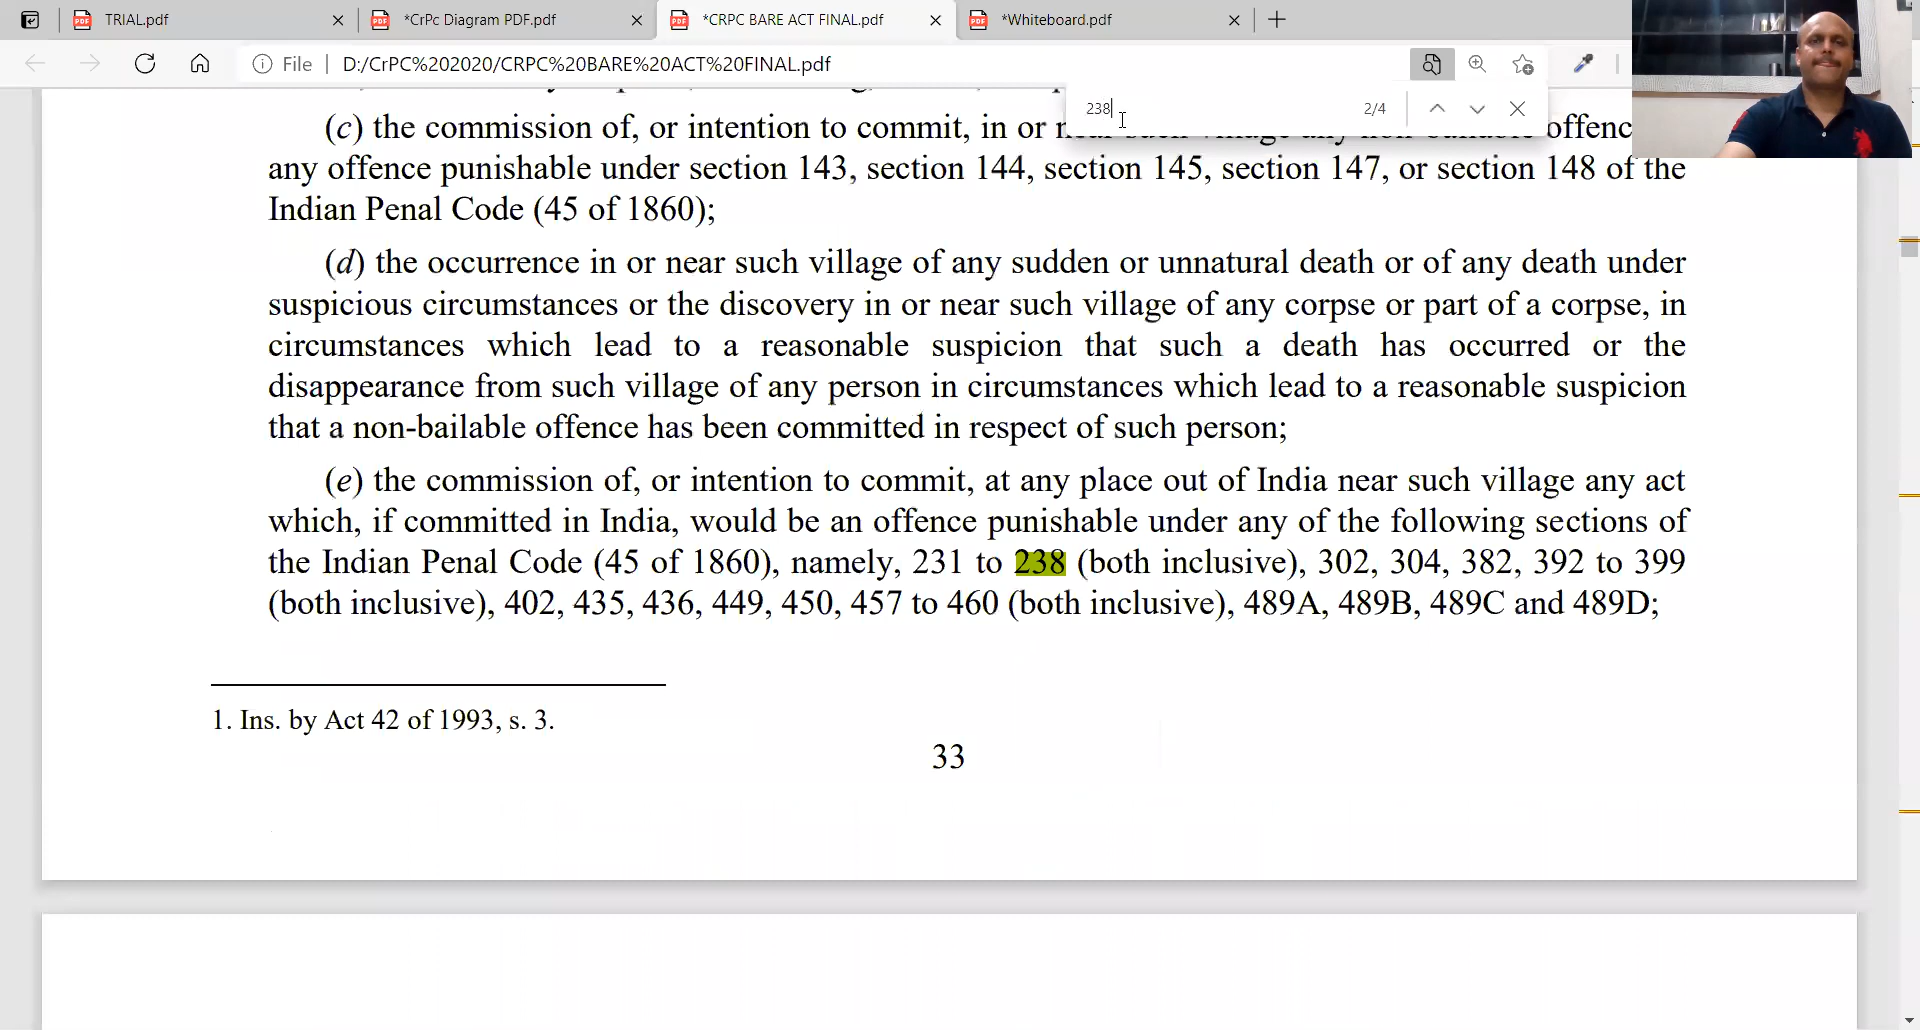 TRIAL.pdf
*CrPc Diagram PDF.pdf
*CRPC BARE ACT FINAL.pdf
*Whiteboard.pdf
File
D:/CrPC%202020/CRPC%20BARE%20ACT%20FINAL.pdf
238
2/4
(c) the commission of, or intention to commit, in or near such village any non-bailable offenc
any offence punishable under section 143, section 144, section 145, section 147, or section 148 of the
Indian Penal Code (45 of 1860);
(d) the occurrence in or near such village of any sudden or unnatural death or of any death under
suspicious circumstances or the discovery in or near such village of any corpse or part of a corpse, in
circumstances which lead to a reasonable suspicion that such a death has occurred or the
disappearance from such village of any person in circumstances which lead to a reasonable suspicion
that a non-bailable offence has been committed in respect of such person;
(e) the commission of, or intention to commit, at any place out of India near such village any act
which, if committed in India, would be an offence punishable under any of the following sections of
the Indian Penal Code (45 of 1860), namely, 231 to 238 (both inclusive), 302, 304, 382, 392 to 399
(both inclusive), 402, 435, 436, 449, 450, 457 to 460 (both inclusive), 489A, 489B, 489C and 489D;
1. Ins. by Act 42 of 1993, s. 3.
33